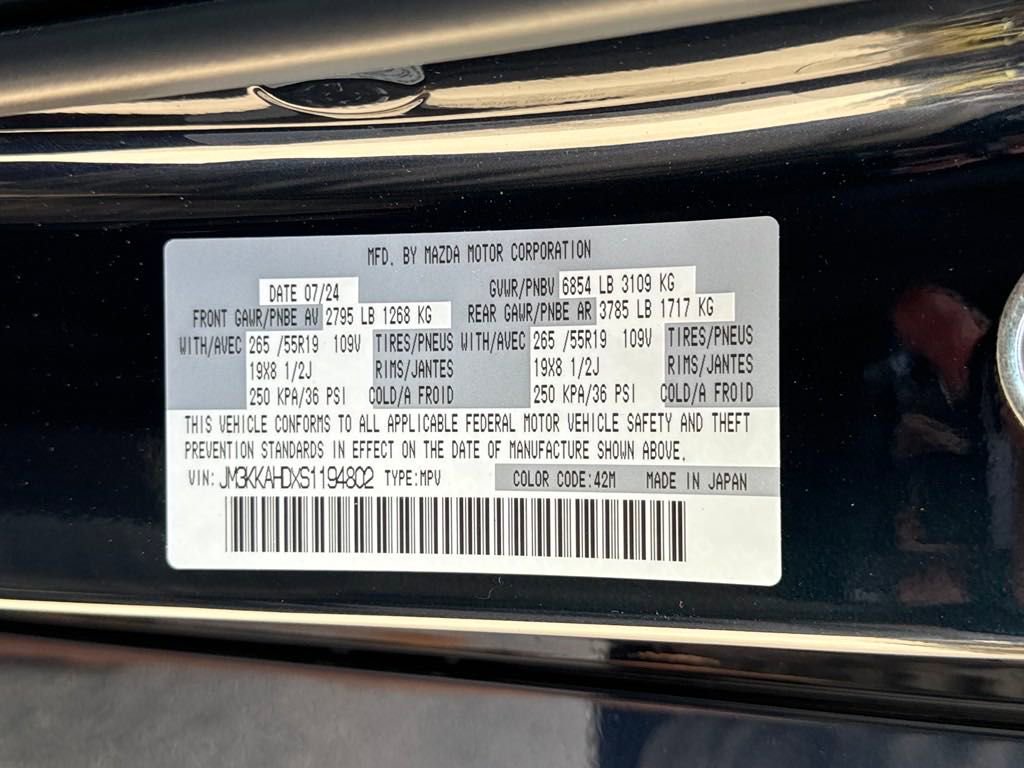 MFD. BY MAZDA MOTOR CORPORATION
DATE 07/24 GVWR/PNBV 6854 LB 3109 KG
FRONT GAWR/PNBE AV 2795 LB 1268 KG REAR GAWR/PNBE AR 3785 LB 1717 KG
WITH/AVEC 265 /55R19 109V TIRES/PNEUS WITH/AVEC 265 /55R19 109V TIRES/PNEUS
19X8 1/2J RIMS/JANTES 19X8 1/2J RIMS/JANTES
250 KPA/36 PSI COLD/A FROID 250 KPA/36 PSI COLD/A FROID
THIS VEHICLE CONFORMS TO ALL APPLICABLE FEDERAL MOTOR VEHICLE SAFETY AND THEFT
PREVENTION STANDARDS IN EFFECT ON THE DATE OF MANUFACTURE SHOWN ABOVE.
VIN: JM3KKAHDXS1194802 TYPE:MPV COLOR CODE:42M MADE IN JAPAN